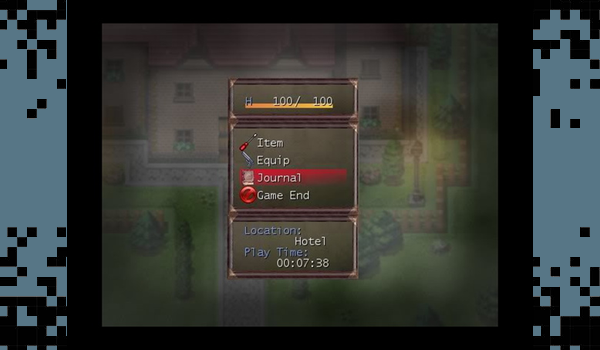 H 100/ 100
Item
Equip
Journal
Game End
Location:
Hotel
Play Time:
00:07:38